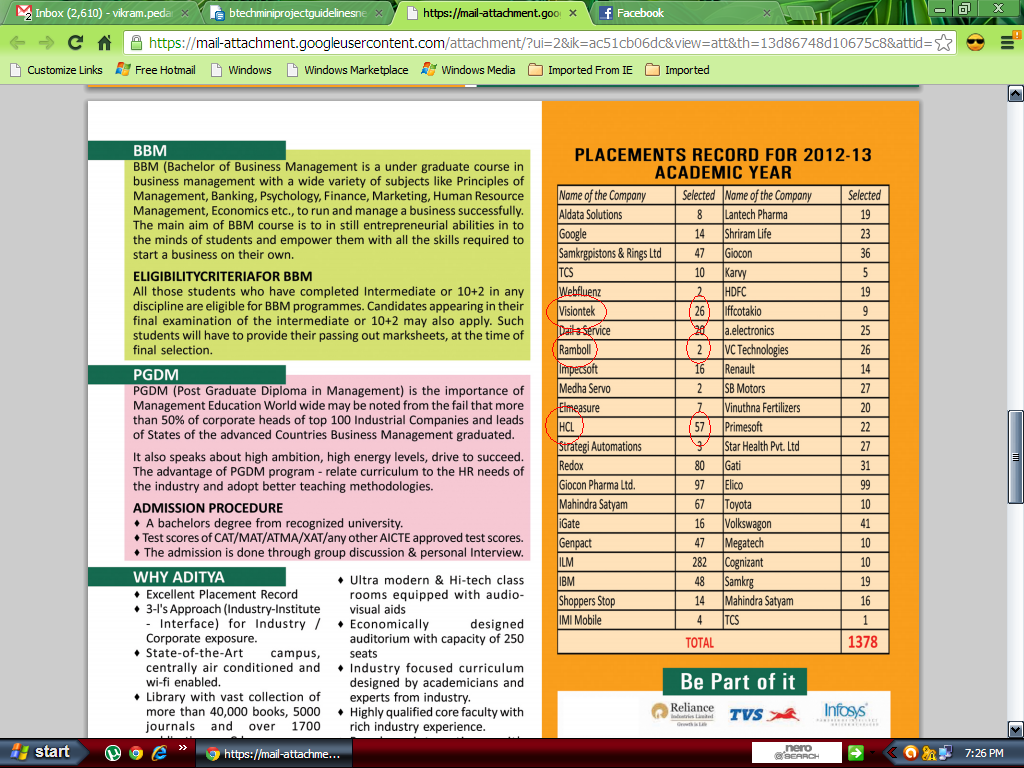 Inbox (2,610) - vikram.peda
btechminiprojectguidelinesne
https://mail-attachment.goo
Facebook
https://mail-attachment.googleusercontent.com/attachment/?ui=2&ik=ac51cb06dc&view=att&th=13d86748d10675c8&attid=
Customize Links Free Hotmail Windows Windows Marketplace Windows Media Imported From IE Imported
BBM
BBM (Bachelor of Business Management is a under graduate course in
business management with a wide variety of subjects like Principles of
Management, Banking, Psychology, Finance, Marketing, Human Resource
Management, Economics etc., to run and manage a business successfully.
The main aim of BBM course is to in still entrepreneurial abilities in to
the minds of students and empower them with all the skills required to
start a business on their own.
ELIGIBILITYCRITERIAFOR BBM
All those students who have completed Intermediate or 10+2 in any
discipline are eligible for BBM programmes. Candidates appearing in their
final examination of the intermediate or 10+2 may also apply. Such
students will have to provide their passing out marksheets, at the time of
final selection.
PGDM
PGDM (Post Graduate Diploma in Management) is the importance of
Management Education World wide may be noted from the fail that more
than 50% of corporate heads of top 100 Industrial Companies and leads
of States of the advanced Countries Business Management graduated.
It also speaks about high ambition, high energy levels, drive to succeed.
The advantage of PGDM program - relate curriculum to the HR needs of
the industry and adopt better teaching methodologies.
ADMISSION PROCEDURE
♦ A bachelors degree from recognized university.
♦ Test scores of CAT/MAT/ATMA/XAT/any other AICTE approved test scores.
♦ The admission is done through group discussion & personal Interview.
WHY ADITYA
♦ Excellent Placement Record
♦ 3-I's Approach (Industry-Institute
- Interface) for Industry /
Corporate exposure.
♦ State-of-the-Art campus,
centrally air conditioned and
wi-fi enabled.
♦ Library with vast collection of
more than 40,000 books, 5000
journals and over 1700
♦ Ultra modern & Hi-tech class
rooms equipped with audio-
visual aids
♦ Economically designed
auditorium with capacity of 250
seats
♦ Industry focused curriculum
designed by academicians and
experts from industry.
♦ Highly qualified core faculty with
rich industry experience.
PLACEMENTS RECORD FOR 2012-13
ACADEMIC YEAR
Name of the Company Selected Name of the Company Selected
Aldata Solutions 8 Lantech Pharma 19
Google 14 Shriram Life 23
Samkrgpistons & Rings Ltd 47 Giocon 36
TCS 10 Karvy 5
Webfluenz 2 HDFC 19
Visiontek 26 Iffcotakio 9
Dail a Service 20 a.electronics 25
Ramboll 2 VC Technologies 26
Impecsoft 16 Renault 14
Medha Servo 2 SB Motors 27
Elmeasure 7 Vinuthna Fertilizers 20
HCL 57 Primesoft 22
Strategi Automations 3 Star Health Pvt. Ltd 27
Redox 80 Gati 31
Giocon Pharma Ltd. 97 Elico 99
Mahindra Satyam 67 Toyota 10
iGate 16 Volkswagon 41
Genpact 47 Megatech 10
ILM 282 Cognizant 10
IBM 48 Samkrg 19
Shoppers Stop 14 Mahindra Satyam 16
IMI Mobile 4 TCS 1
TOTAL 1378
Be Part of it
Reliance
Industries Limited
Growth is Life
TVS
Infosys
start
https://mail-attachme...
nero
SEARCH
7:26 PM